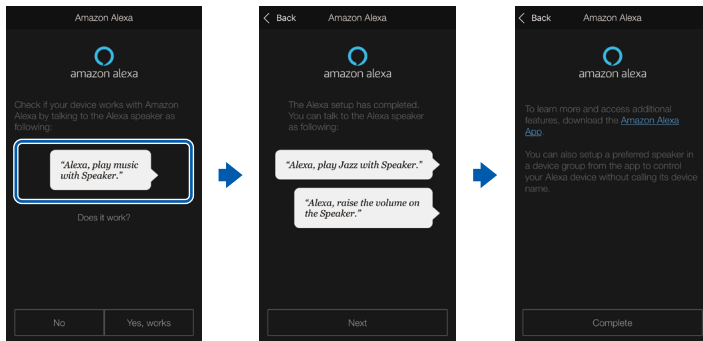 Amazon Alexa
amazon alexa
Check if your device works with Amazon
Alexa by talking to the Alexa speaker as
following:
“Alexa, play music
with Speaker.”
Does it work?
No
Yes, works
Back
Amazon Alexa
amazon alexa
The Alexa setup has completed.
You can talk to the Alexa speaker
as following:
“Alexa, play Jazz with Speaker.”
“Alexa, raise the volume on
the Speaker.”
Next
Back
Amazon Alexa
amazon alexa
To learn more and access additional
features, download the Amazon Alexa
App.
You can also setup a preferred speaker in
a device group from the app to control
your Alexa device without calling its device
name.
Complete